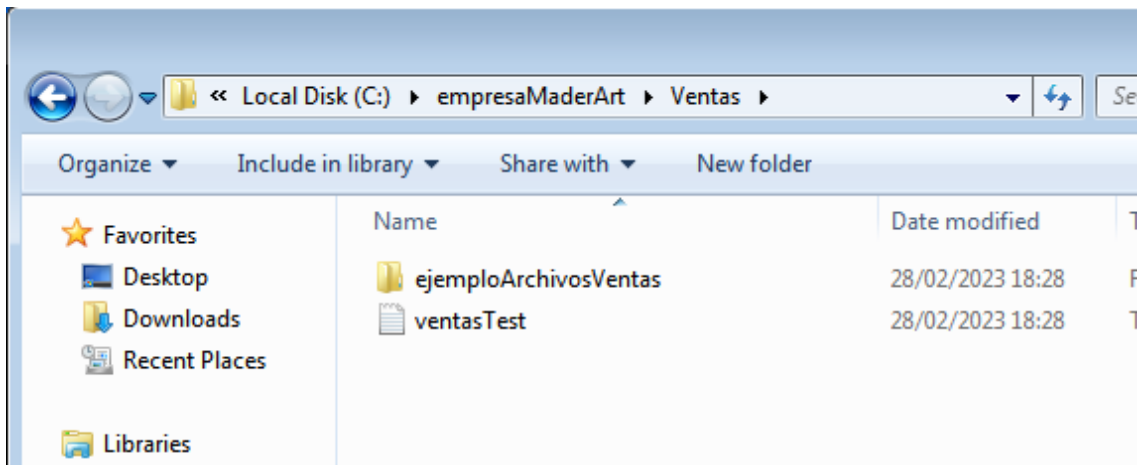 « Local Disk (C:) ▸ empresaMaderArt ▸ Ventas ▸ Se
Organize Include in library Share with New folder
Name Date modified T
Favorites
Desktop
Downloads
Recent Places
Libraries
ejemploArchivosVentas 28/02/2023 18:28 F
ventasTest 28/02/2023 18:28 T